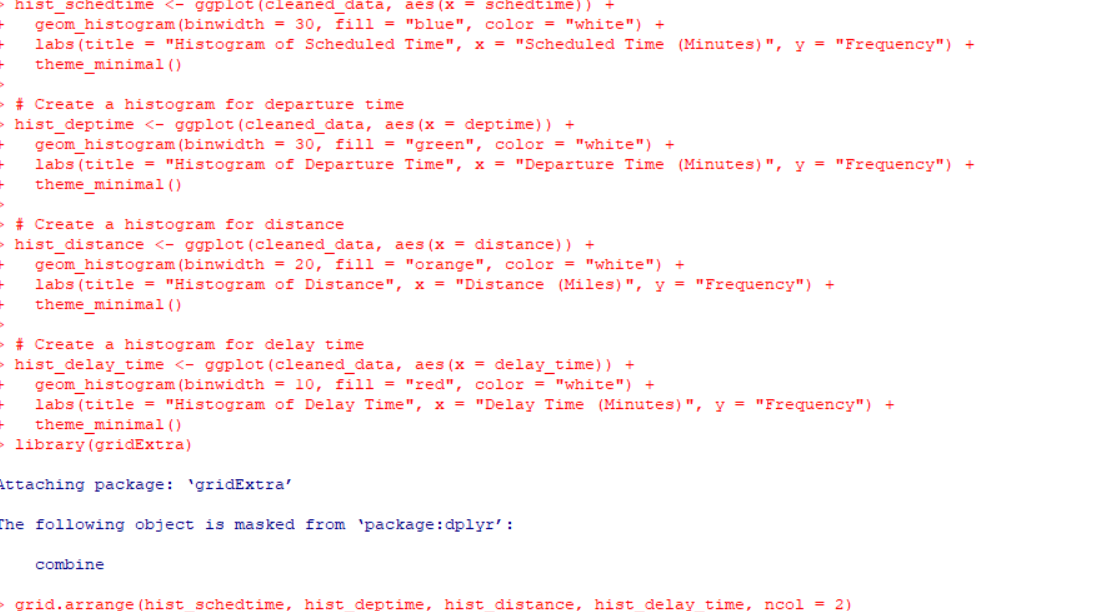 > hist_schedtime <- ggplot(cleaned_data, aes(x = schedtime)) +
+   geom_histogram(binwidth = 30, fill = "blue", color = "white") +
+   labs(title = "Histogram of Scheduled Time", x = "Scheduled Time (Minutes)", y = "Frequency") +
+   theme_minimal()
>
> # Create a histogram for departure time
> hist_deptime <- ggplot(cleaned_data, aes(x = deptime)) +
+   geom_histogram(binwidth = 30, fill = "green", color = "white") +
+   labs(title = "Histogram of Departure Time", x = "Departure Time (Minutes)", y = "Frequency") +
+   theme_minimal()
>
> # Create a histogram for distance
> hist_distance <- ggplot(cleaned_data, aes(x = distance)) +
+   geom_histogram(binwidth = 20, fill = "orange", color = "white") +
+   labs(title = "Histogram of Distance", x = "Distance (Miles)", y = "Frequency") +
+   theme_minimal()
>
> # Create a histogram for delay time
> hist_delay_time <- ggplot(cleaned_data, aes(x = delay_time)) +
+   geom_histogram(binwidth = 10, fill = "red", color = "white") +
+   labs(title = "Histogram of Delay Time", x = "Delay Time (Minutes)", y = "Frequency") +
+   theme_minimal()
> library(gridExtra)
Attaching package: ‘gridExtra’
The following object is masked from ‘package:dplyr’:
    combine
> grid.arrange(hist_schedtime, hist_deptime, hist_distance, hist_delay_time, ncol = 2)